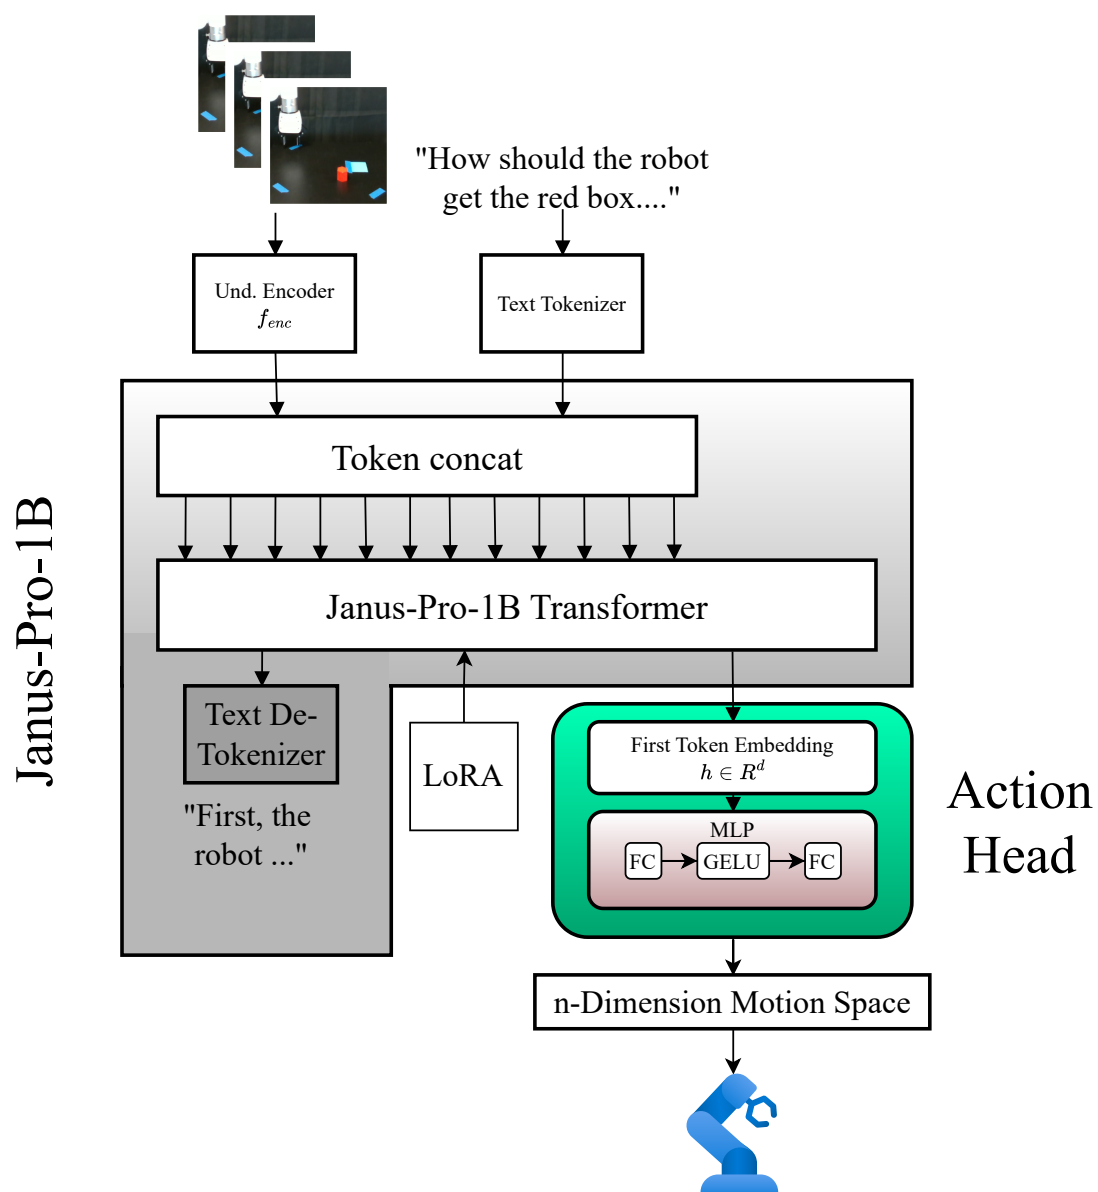 "How should the robot
get the red box...."
Und. Encoder
f_enc
Text Tokenizer
Token concat
Janus-Pro-1B Transformer
Janus-Pro-1B
Text De-
Tokenizer
"First, the
robot ..."
LoRA
First Token Embedding
h ∈ R^d
MLP
FC
GELU
FC
Action
Head
n-Dimension Motion Space